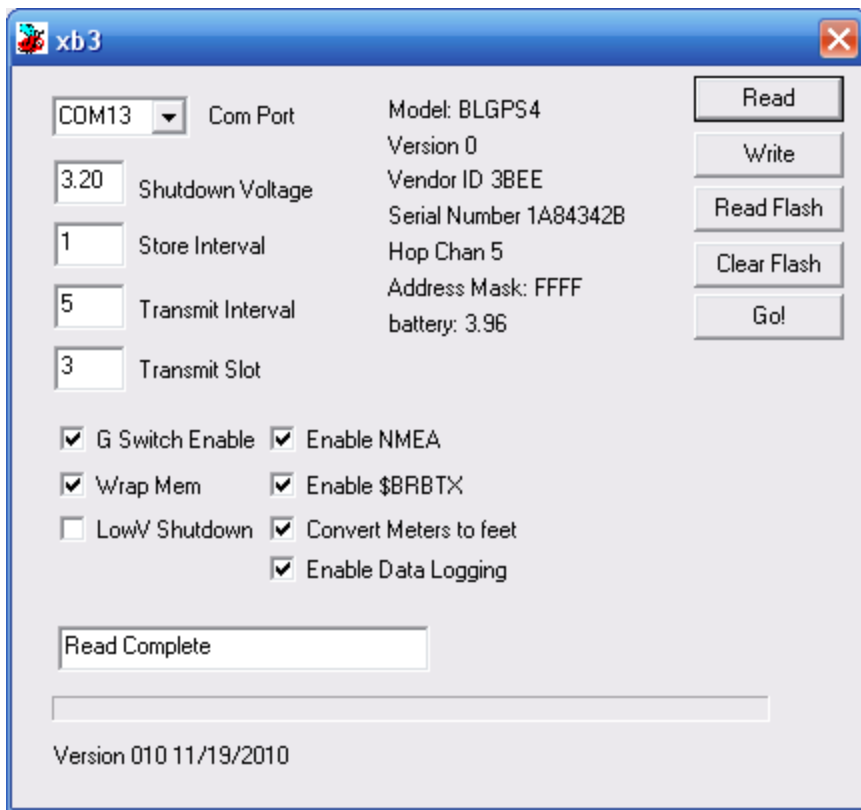 xb3
COM13 Com Port
3.20 Shutdown Voltage
1 Store Interval
5 Transmit Interval
3 Transmit Slot
Model: BLGPS4
Version 0
Vendor ID 3BEE
Serial Number 1A84342B
Hop Chan 5
Address Mask: FFFF
battery: 3.96
Read
Write
Read Flash
Clear Flash
Go!
G Switch Enable
Wrap Mem
LowV Shutdown
Enable NMEA
Enable $BRBTX
Convert Meters to feet
Enable Data Logging
Read Complete
Version 010 11/19/2010